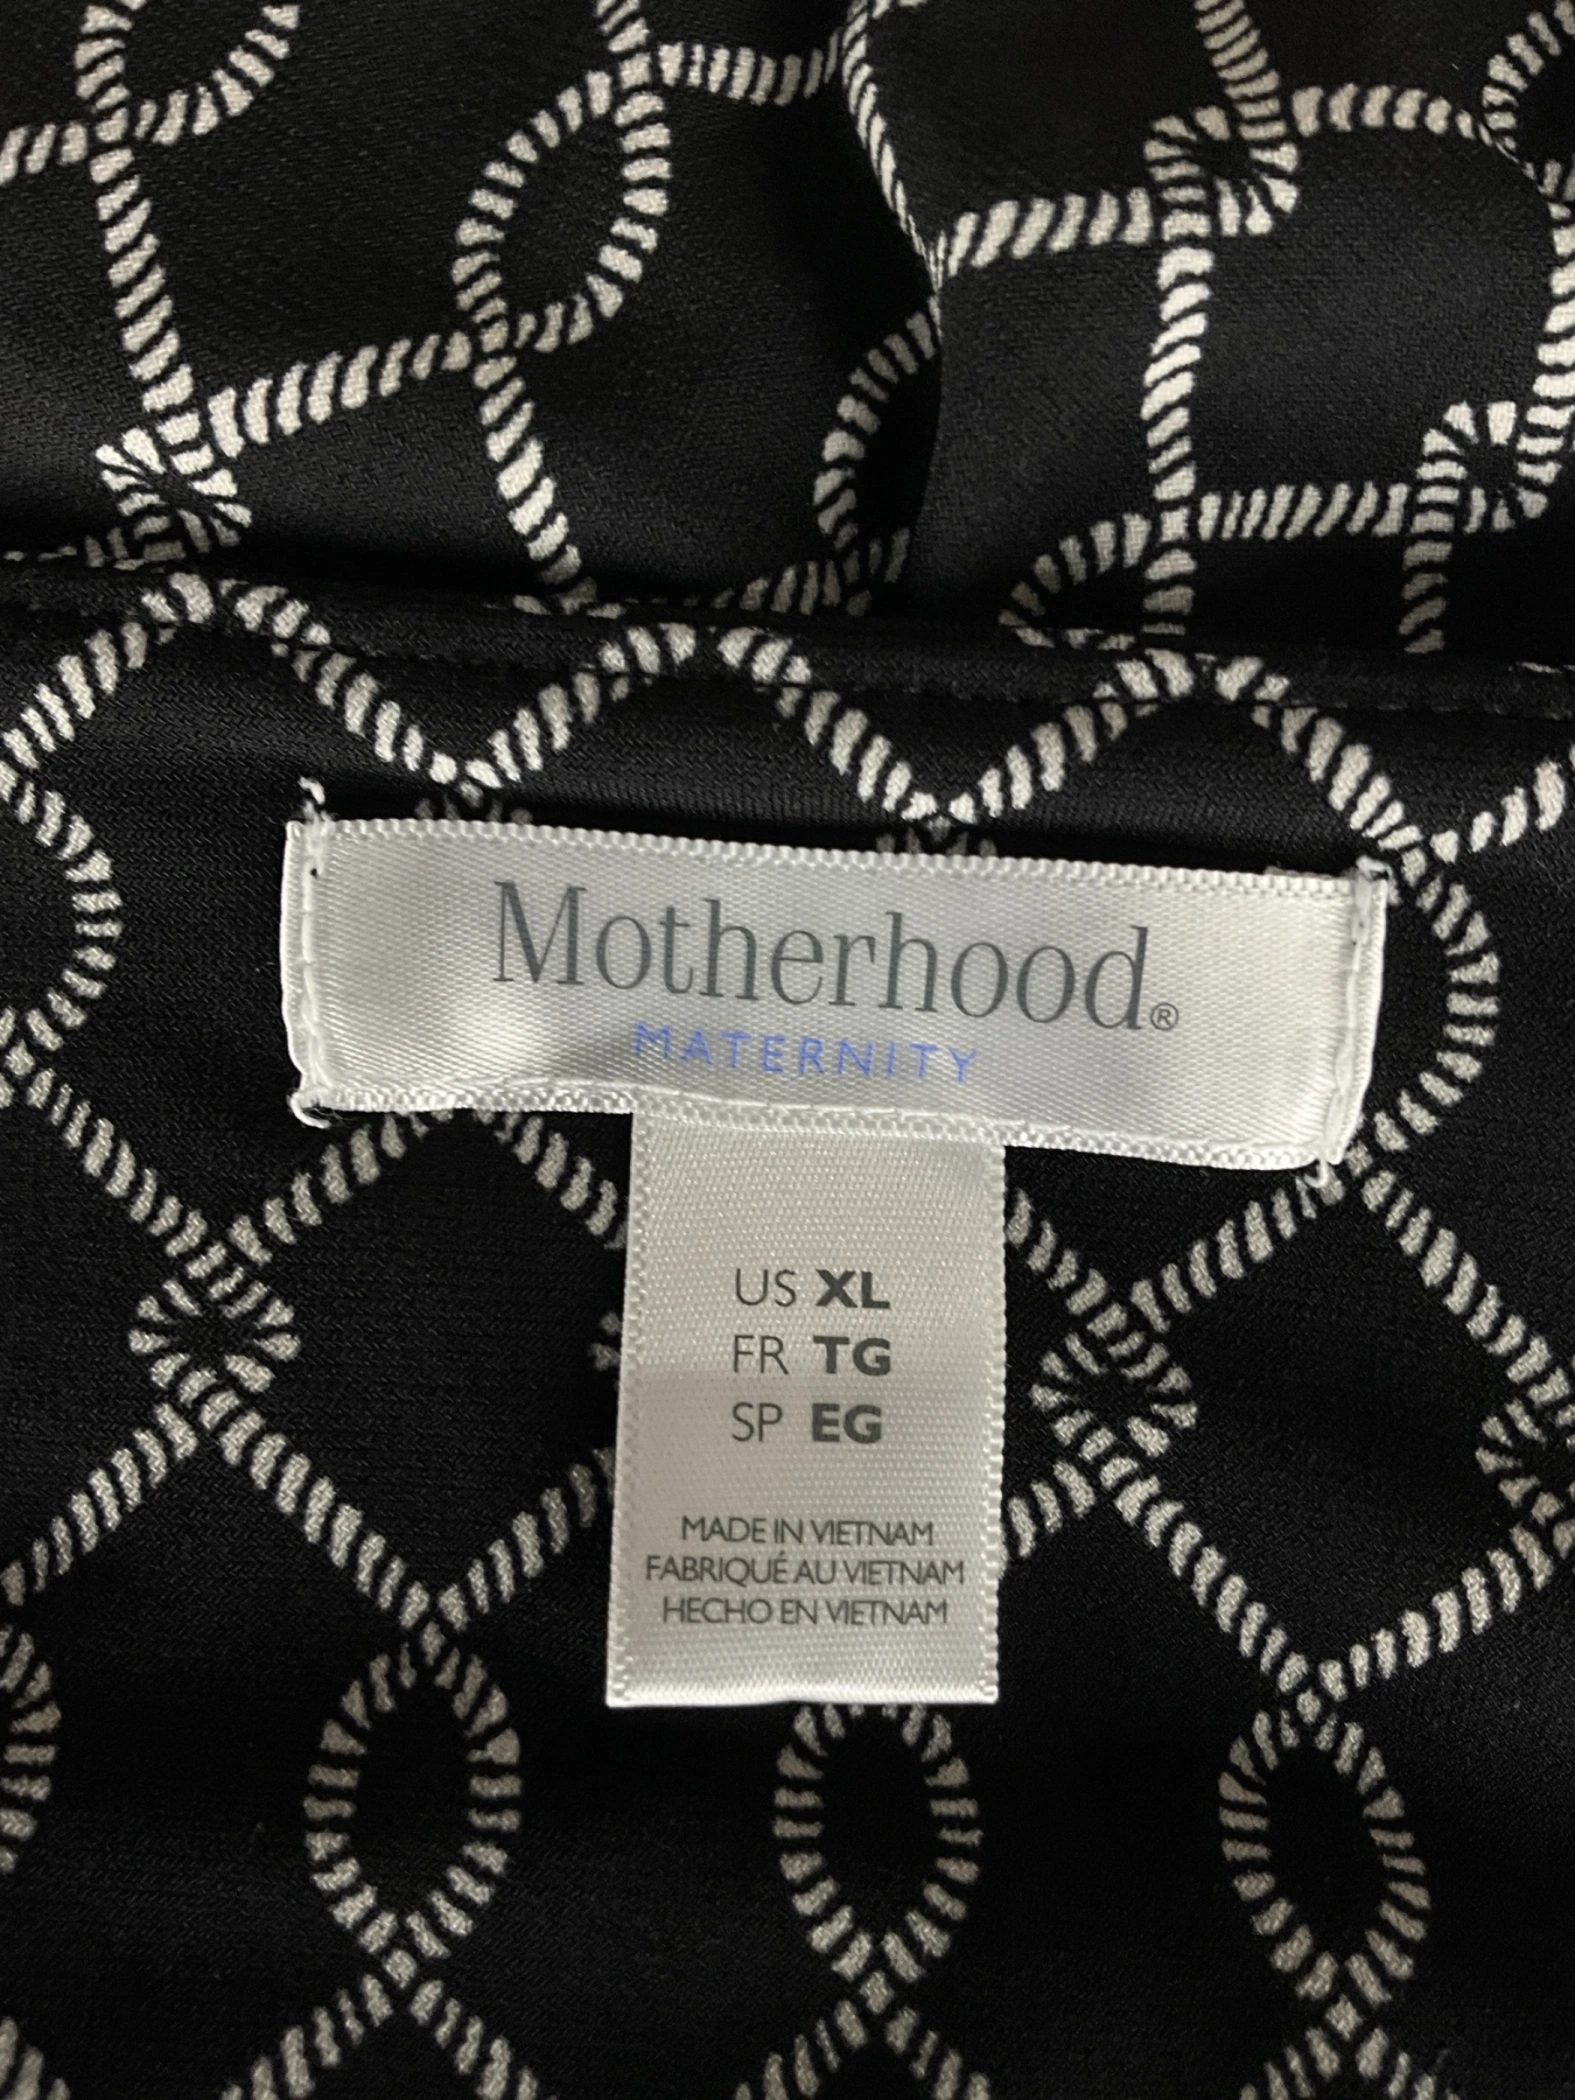 Motherhood®
MATERNITY
US XL
FR TG
SP EG
MADE IN VIETNAM
FABRIQUÉ AU VIETNAM
HECHO EN VIETNAM